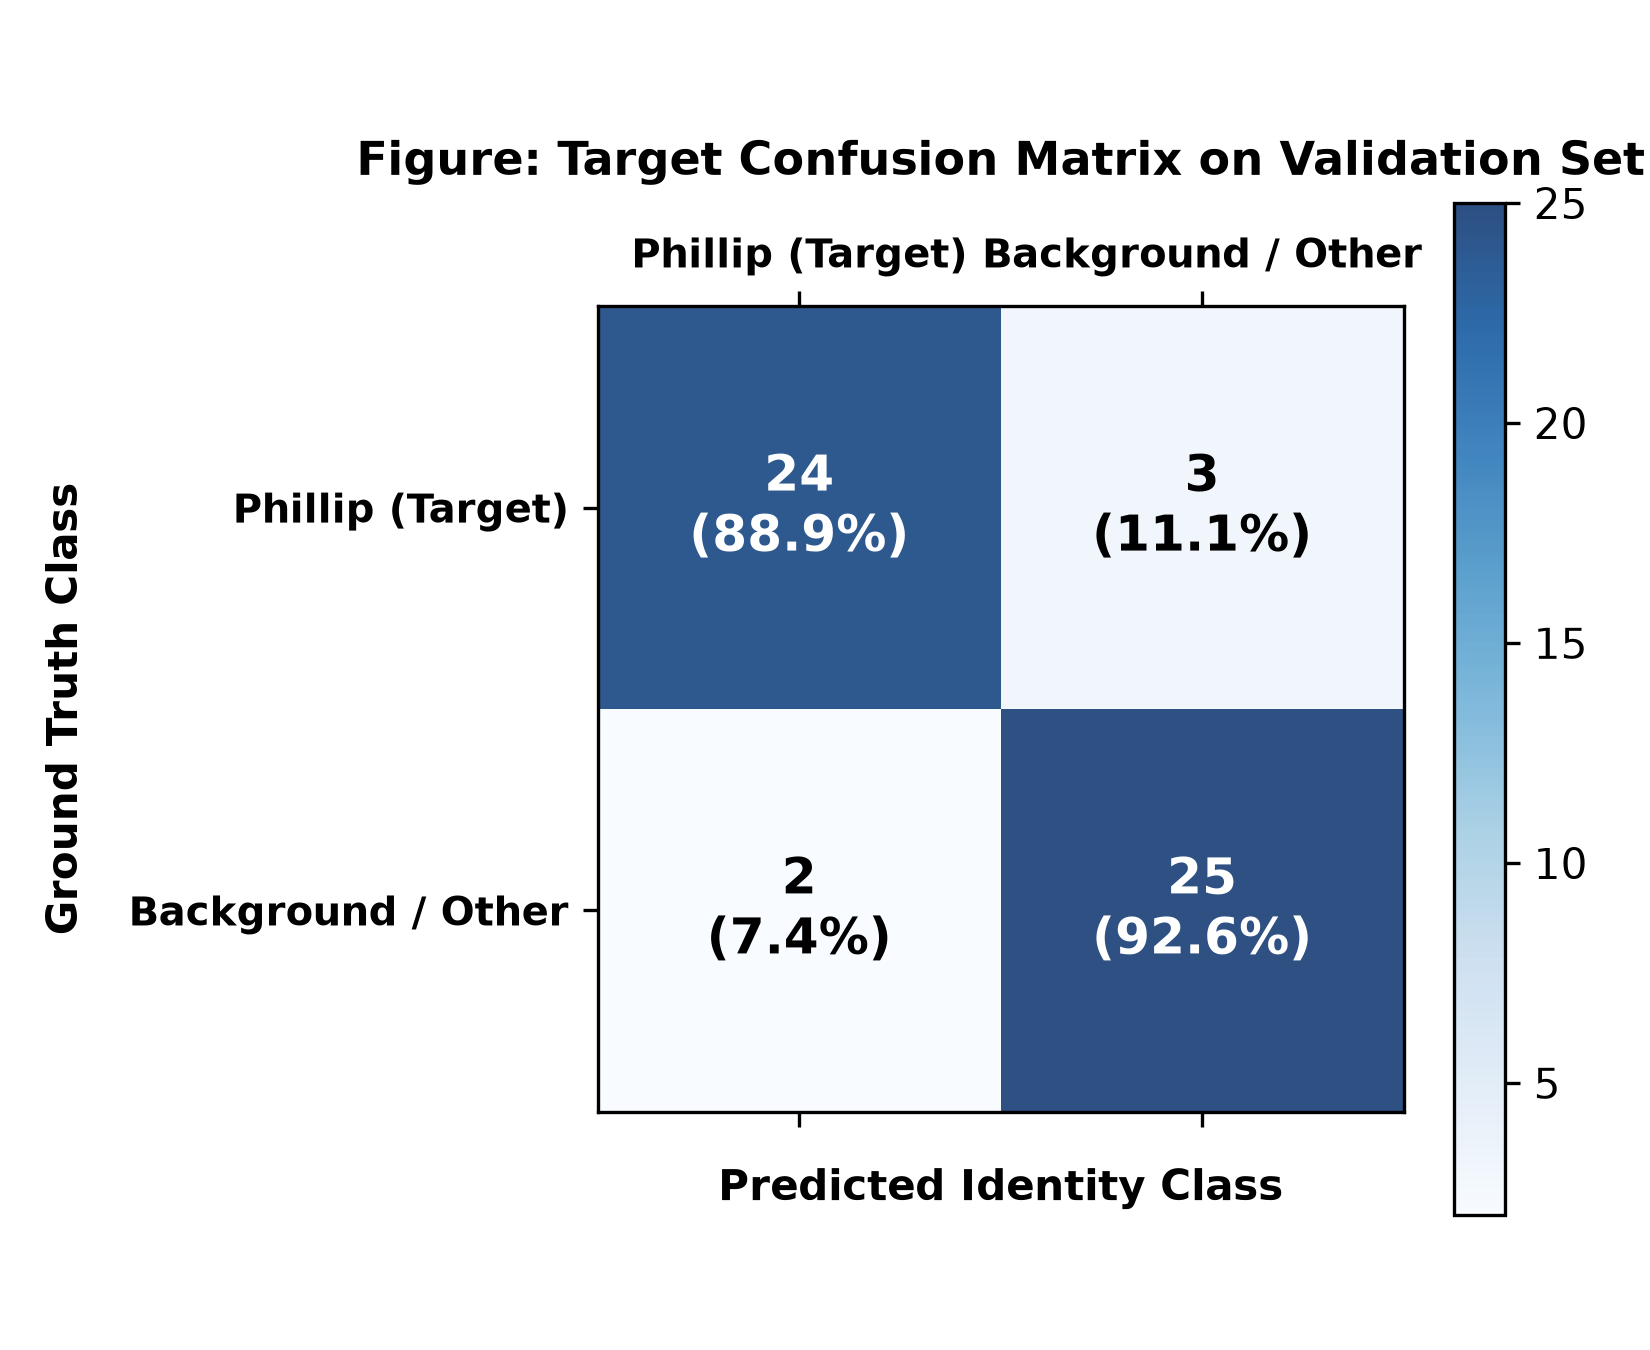 Figure: Target Confusion Matrix on Validation Set
25
Phillip (Target) Background / Other
24
(88.9%)
3
(11.1%)
Phillip (Target)
20
15
Ground Truth Class
2
(7.4%)
25
(92.6%)
Background / Other
10
5
Predicted Identity Class